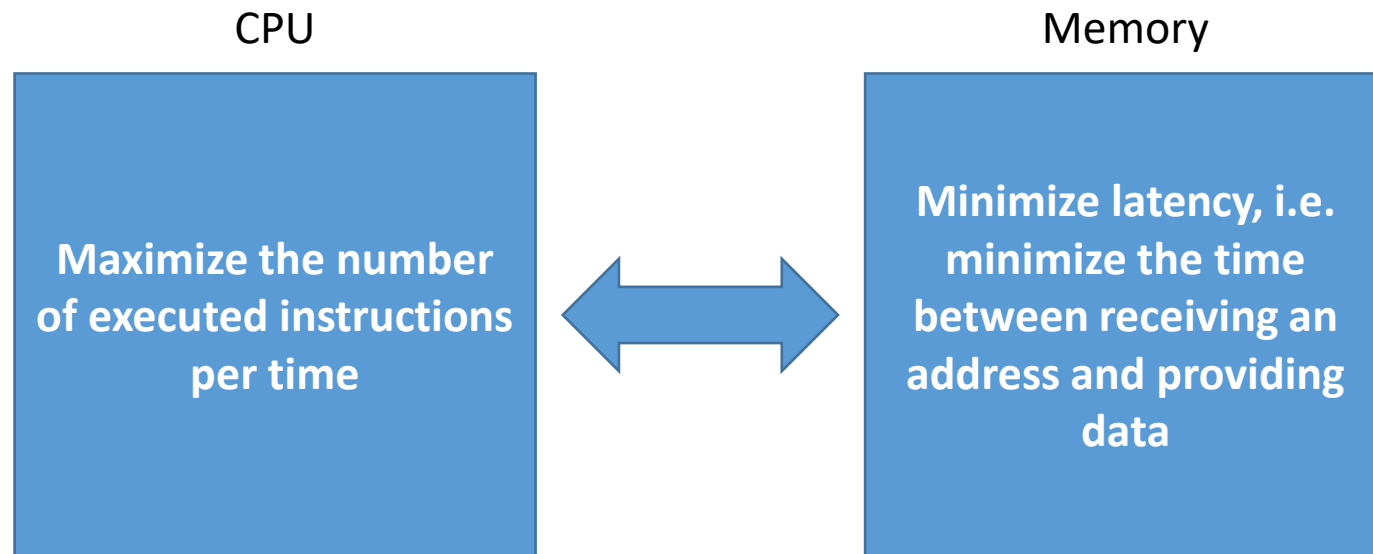 CPU
Memory
Maximize the number
of executed instructions
per time
Minimize latency, i.e.
minimize the time
between receiving an
address and providing
data